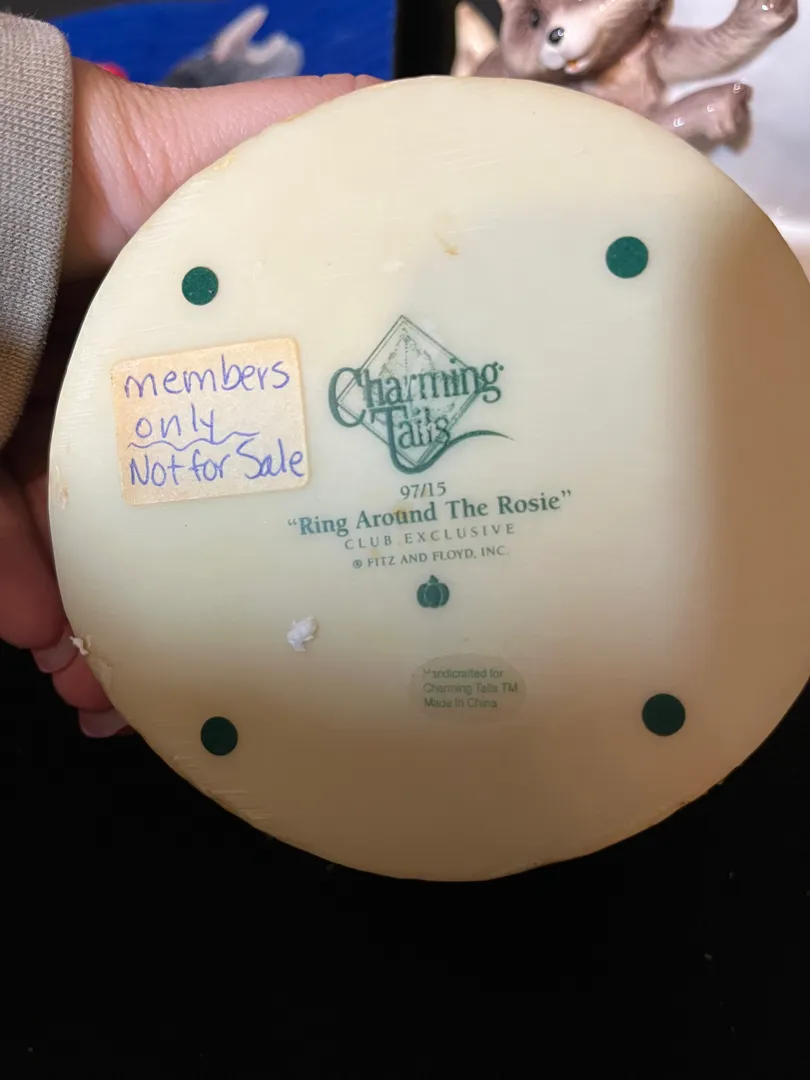 members
only
Not for Sale
Charming
Tails
97/15
“Ring Around The Rosie”
CLUB EXCLUSIVE
® FITZ AND FLOYD, INC.
Handcrafted for
Charming Tails TM
Made In China